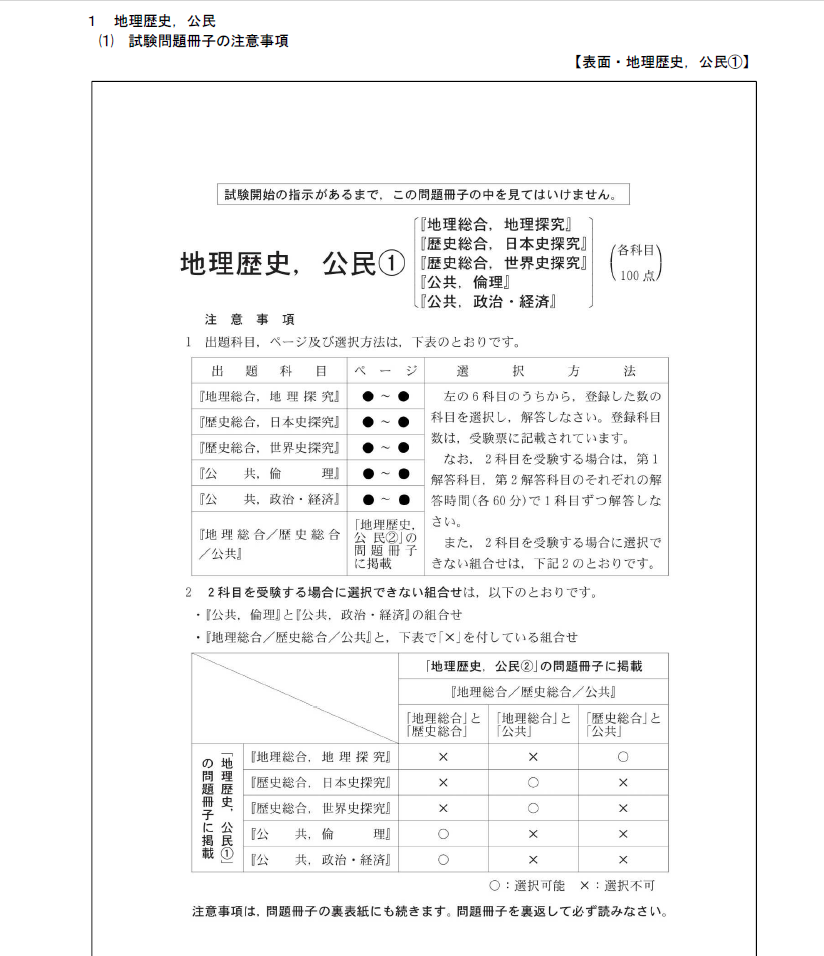 1 地理歴史，公民
(1) 試験問題冊子の注意事項
【表面・地理歴史，公民①】
試験開始の指示があるまで，この問題冊子の中を見てはいけません。
地理歴史，公民①
『地理総合，地理探究』
『歴史総合，日本史探究』
『歴史総合，世界史探究』
『公共，倫理』
『公共，政治・経済』
(各科目
100点)
注意事項
1 出題科目，ページ及び選択方法は，下表のとおりです。
出題科目 ページ 選択方法
『地理総合，地理探究』 ●～●
『歴史総合，日本史探究』 ●～●
『歴史総合，世界史探究』 ●～●
『公共，倫理』 ●～●
『公共，政治・経済』 ●～●
『地理総合／歴史総合
／公共』
「地理歴史，
公民②」の
問題冊子
に掲載
左の6科目のうちから，登録した数の
科目を選択し，解答しなさい。登録科目
数は，受験票に記載されています。
なお，2科目を受験する場合は，第1
解答科目，第2解答科目のそれぞれの解
答時間(各60分)で1科目ずつ解答しな
さい。
また，2科目を受験する場合に選択で
きない組合せは，下記2のとおりです。
2 2科目を受験する場合に選択できない組合せは，以下のとおりです。
・『公共，倫理』と『公共，政治・経済』の組合せ
・『地理総合／歴史総合／公共』と，下表で「×」を付している組合せ
「地理歴史，公民②」の問題冊子に掲載
『地理総合／歴史総合／公共』
「地理総合」と
「歴史総合」
「地理総合」と
「公共」
「歴史総合」と
「公共」
「地理歴史，公民①」
の問題冊子に掲載
『地理総合，地理探究』 × × ○
『歴史総合，日本史探究』 × ○ ×
『歴史総合，世界史探究』 × ○ ×
『公共，倫理』 ○ × ×
『公共，政治・経済』 ○ × ×
○：選択可能 ×：選択不可
注意事項は，問題冊子の裏表紙にも続きます。問題冊子を裏返して必ず読みなさい。